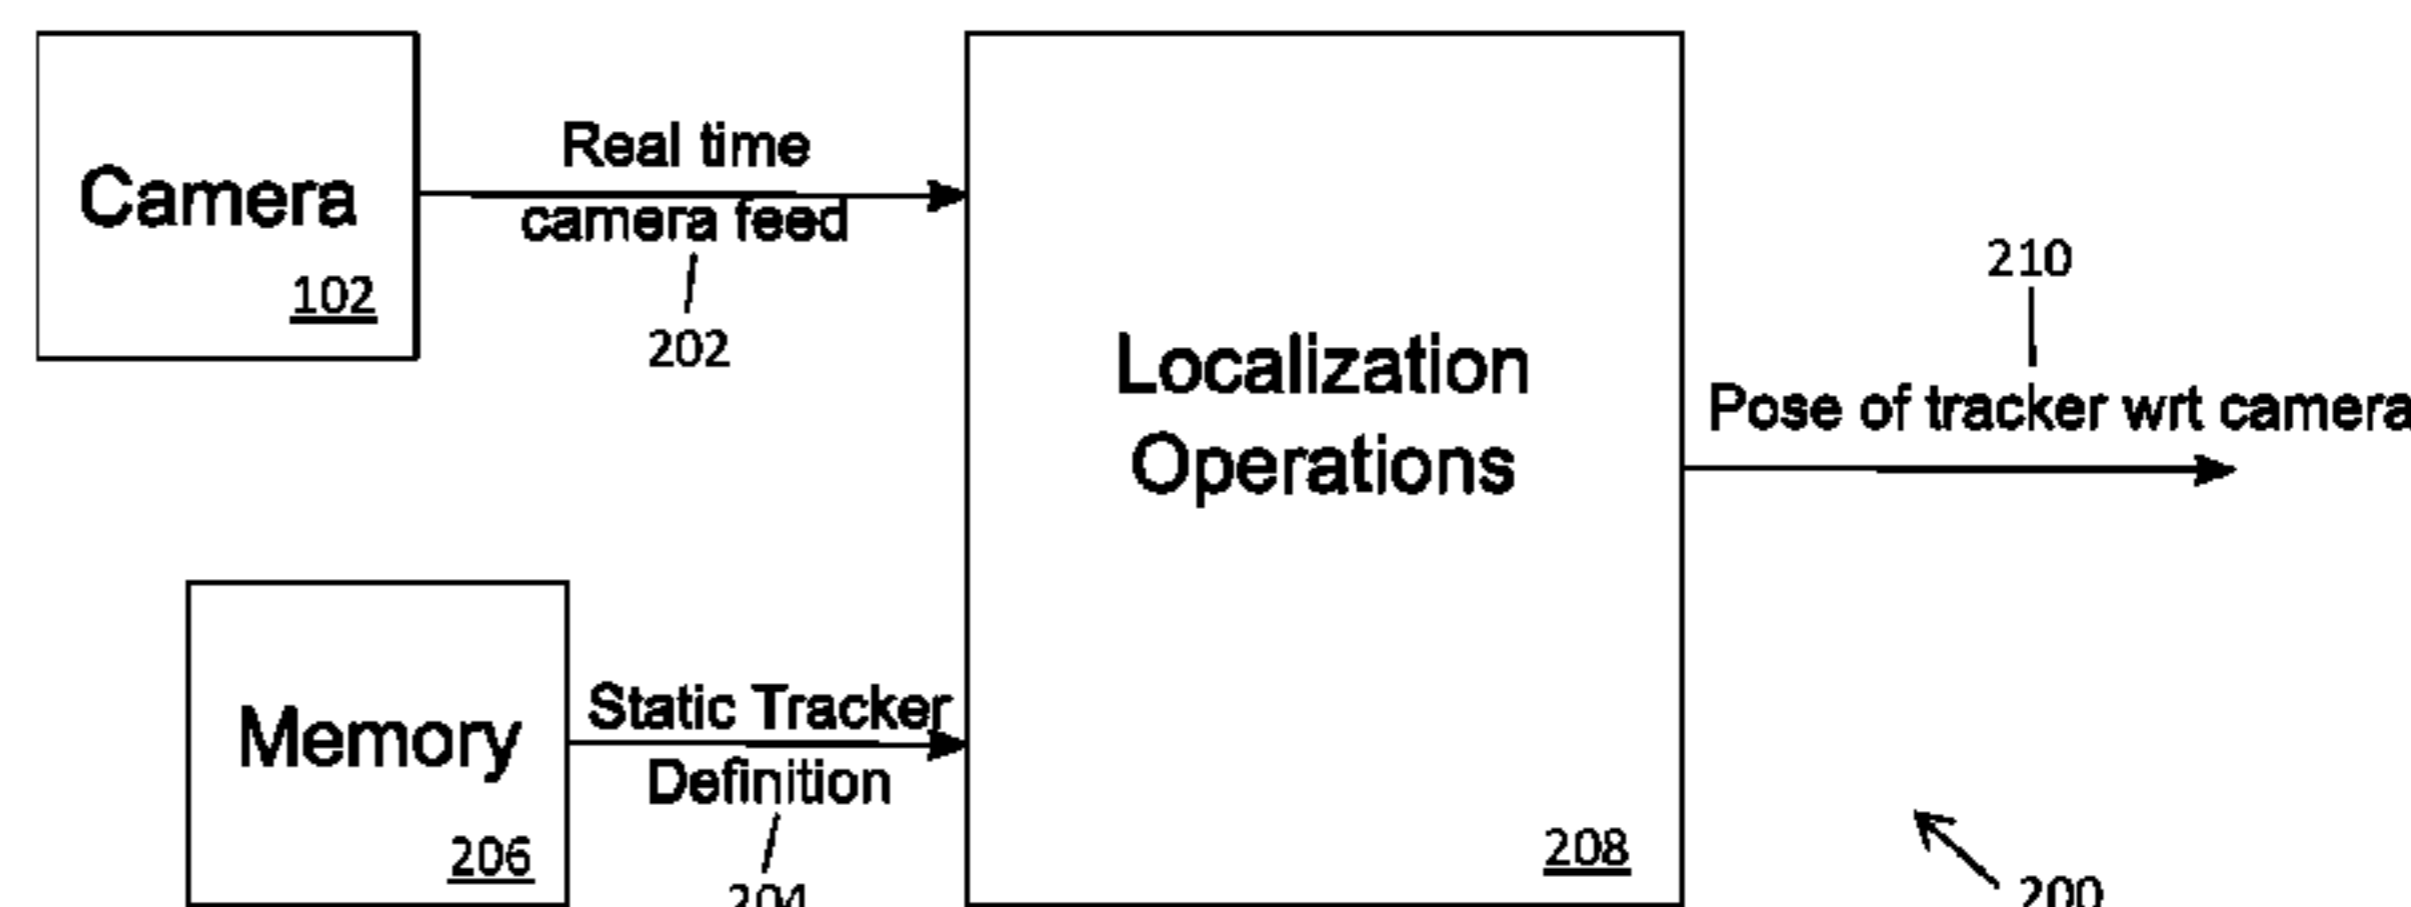 Camera
102
Real time
camera feed
202
Localization
Operations
208
210
Pose of tracker wrt camera
Memory
206
Static Tracker
Definition
204
200